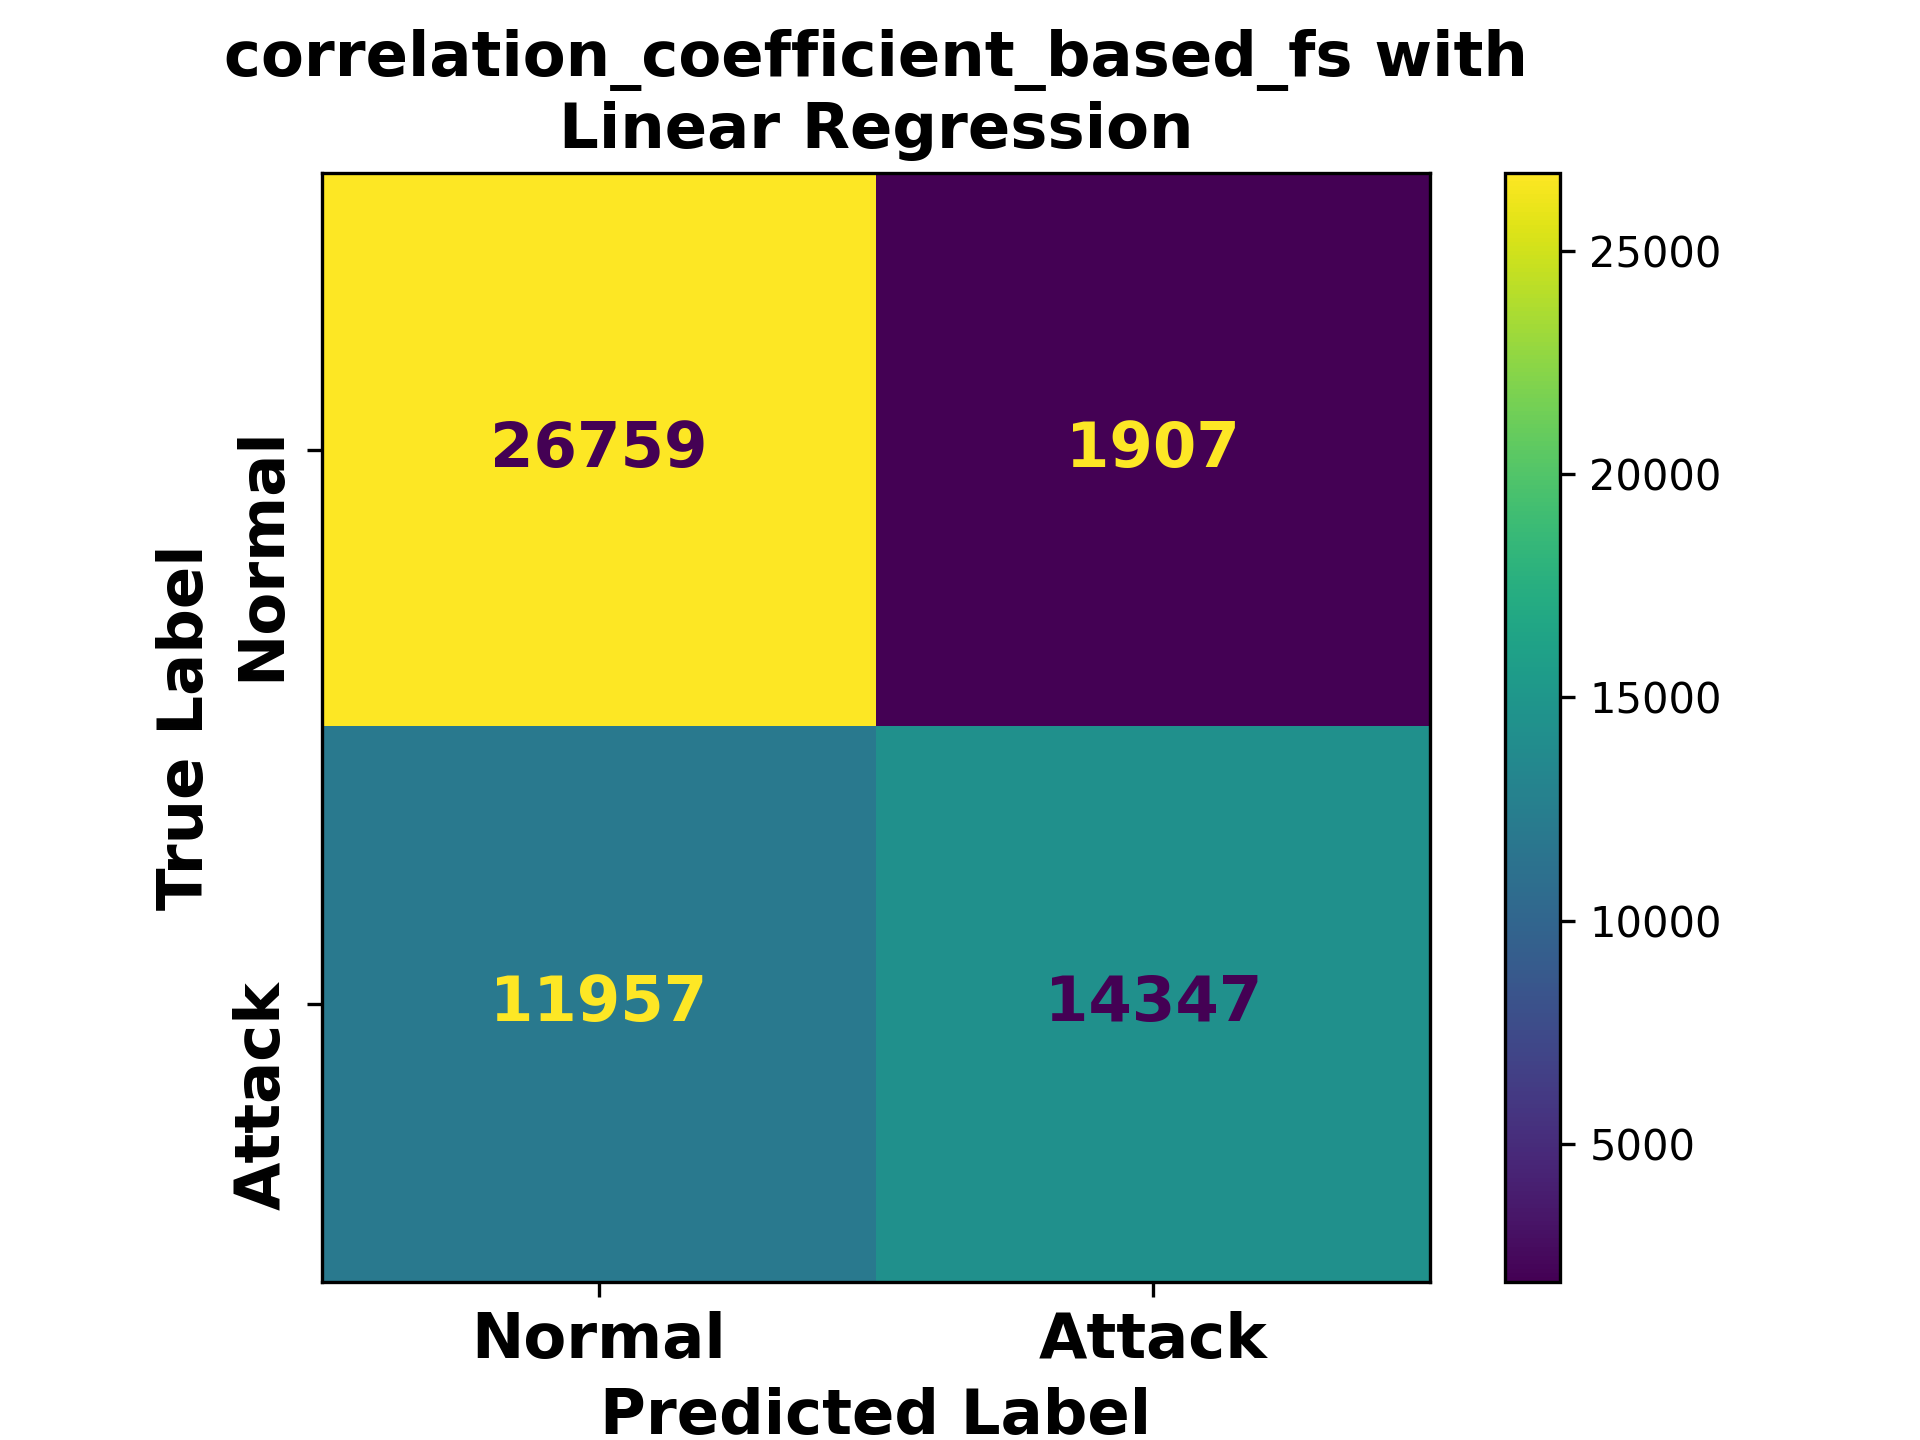 correlation_coefficient_based_fs with
Linear Regression
True Label
Normal
Attack
26759
1907
11957
14347
Normal
Attack
Predicted Label
25000
20000
15000
10000
5000